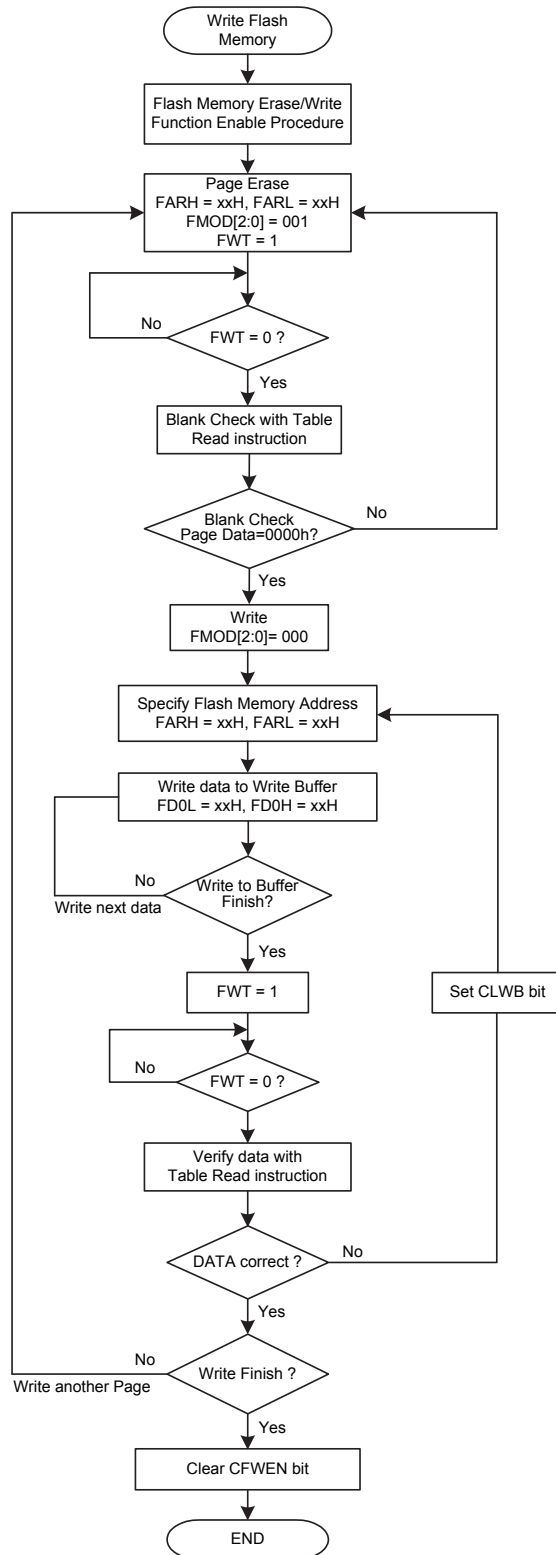 Write Flash
Memory
Flash Memory Erase/Write
Function Enable Procedure
Page Erase
FARH = xxH, FARL = xxH
FMOD[2:0] = 001
FWT = 1
No
FWT = 0 ?
Yes
Blank Check with Table
Read instruction
Blank Check
Page Data=0000h?
No
Yes
Write
FMOD[2:0]= 000
Specify Flash Memory Address
FARH = xxH, FARL = xxH
Write data to Write Buffer
FD0L = xxH, FD0H = xxH
No
Write next data
Write to Buffer
Finish?
Yes
FWT = 1
Set CLWB bit
No
FWT = 0 ?
Yes
Verify data with
Table Read instruction
DATA correct ?
No
Yes
No
Write another Page
Write Finish ?
Yes
Clear CFWEN bit
END